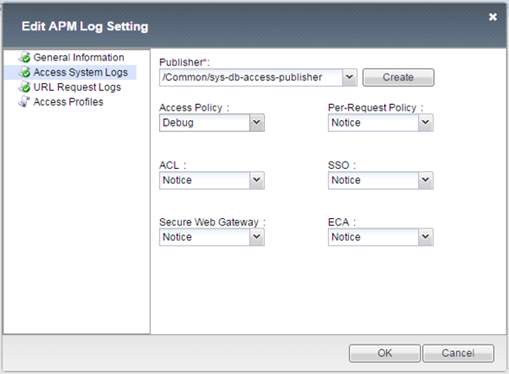 Edit APM Log Setting
General Information
Access System Logs
URL Request Logs
Access Profiles
Publisher*:
/Common/sys-db-access-publisher
Create
Access Policy :
Per-Request Policy :
Debug
Notice
ACL :
SSO :
Notice
Notice
Secure Web Gateway :
ECA :
Notice
Notice
OK
Cancel